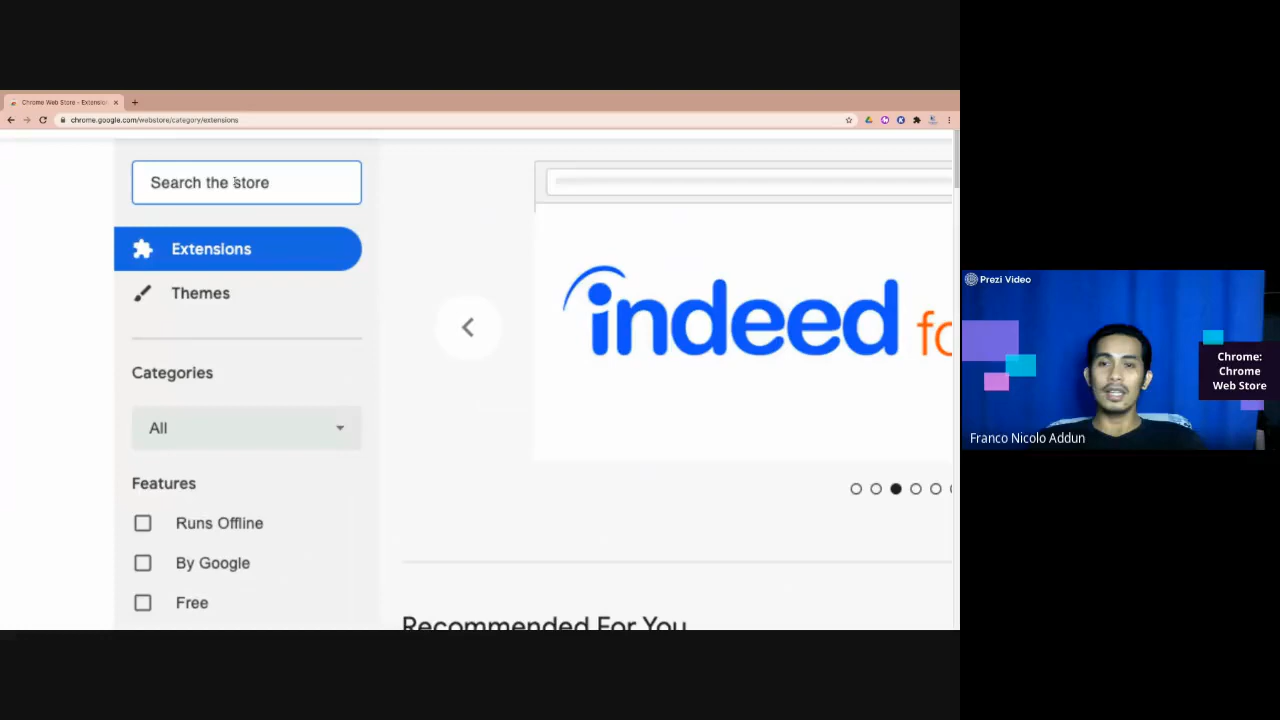 Chrome Web Store - Extension
chrome.google.com/webstore/category/extensions
Search the store
Extensions
Themes
Categories
All
Features
Runs Offline
By Google
Free
indeed fo
Recommended For You
Prezi Video
Chrome:
Chrome
Web Store
Franco Nicolo Addun